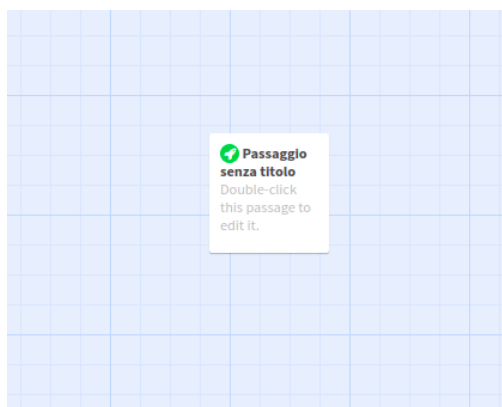 Passaggio
senza titolo
Double-click
this passage to
edit it.